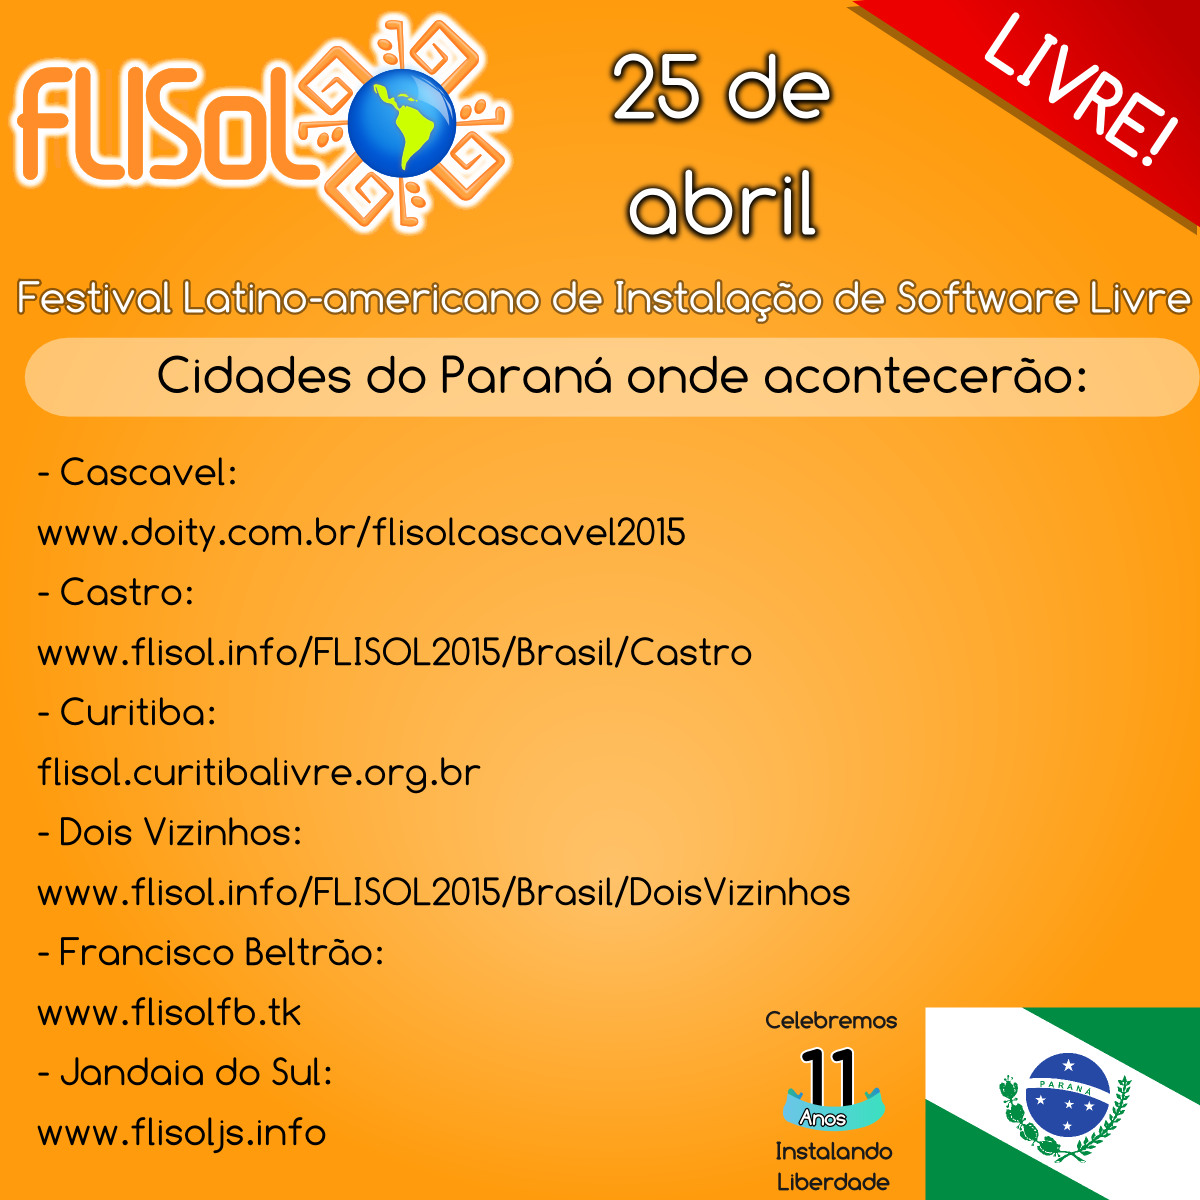 fLISoL
25 de
abril
LIVRE!
Festival Latino-americano de Instalação de Software Livre
Cidades do Paraná onde acontecerão:
- Cascavel:
www.doity.com.br/flisolcascavel2015
- Castro:
www.flisol.info/FLISOL2015/Brasil/Castro
- Curitiba:
flisol.curitibalivre.org.br
- Dois Vizinhos:
www.flisol.info/FLISOL2015/Brasil/DoisVizinhos
- Francisco Beltrão:
www.flisolfb.tk
- Jandaia do Sul:
www.flisoljs.info
Celebremos
11
Anos
Instalando
Liberdade
PARANÁ